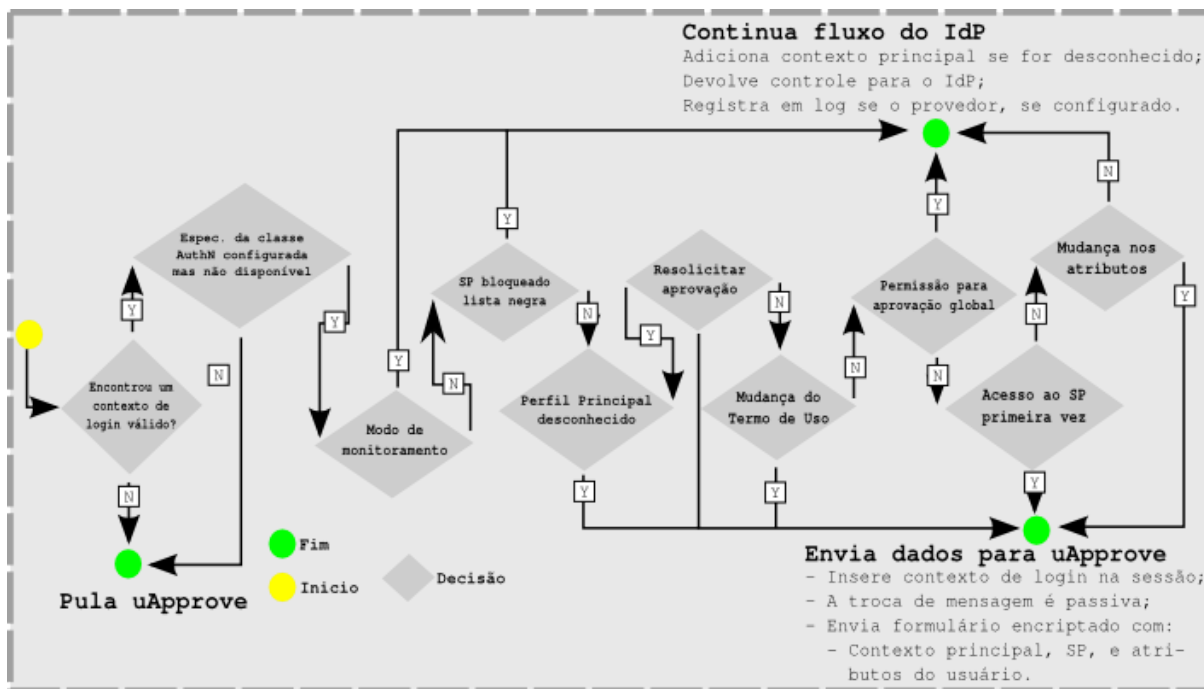 Continua fluxo do IdP
Adiciona contexto principal se for desconhecido;
Devolve controle para o IdP;
Registra em log se o provedor, se configurado.
Espec. da classe
AuthN configurada
mas não disponível
Y
Y
N
Encontrou um
contexto de
login válido?
N
Pula uApprove
Modo de
monitoramento
Y
N
SP bloqueado
lista negra
Y
N
Perfil Principal
desconhecido
Y
Resolicitar
aprovação
Y
N
Mudança do
Termo de Uso
Y
N
Permissão para
aprovação global
Y
N
Acesso ao SP
primeira vez
N
Y
Mudança nos
atributos
N
Y
Fim
Inicio
Decisão
Envia dados para uApprove
- Insere contexto de login na sessão;
- A troca de mensagem é passiva;
- Envia formulário encriptado com:
- Contexto principal, SP, e atri-
butos do usuário.